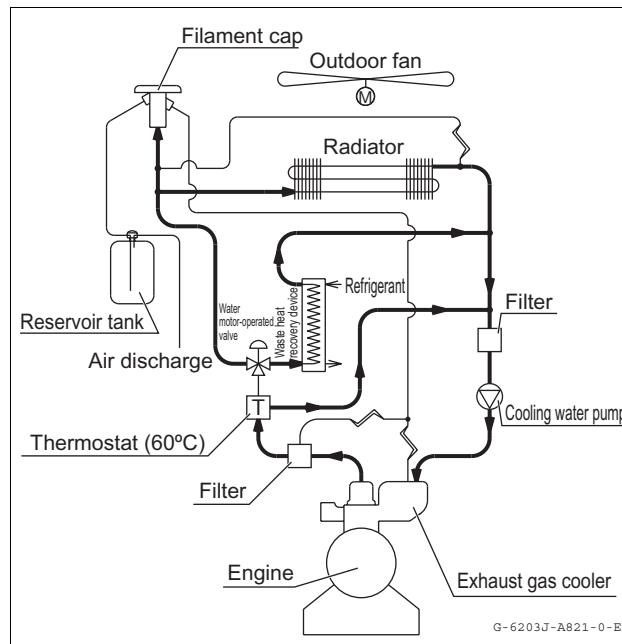 Filament cap
Outdoor fan
M
Radiator
Refrigerant
Filter
Reservoir tank
Water
motor-operated
valve
Waste heat
recovery device
Air discharge
T
Cooling water pump
Thermostat (60ºC)
Filter
Engine
Exhaust gas cooler
G-6203J-A821-0-E